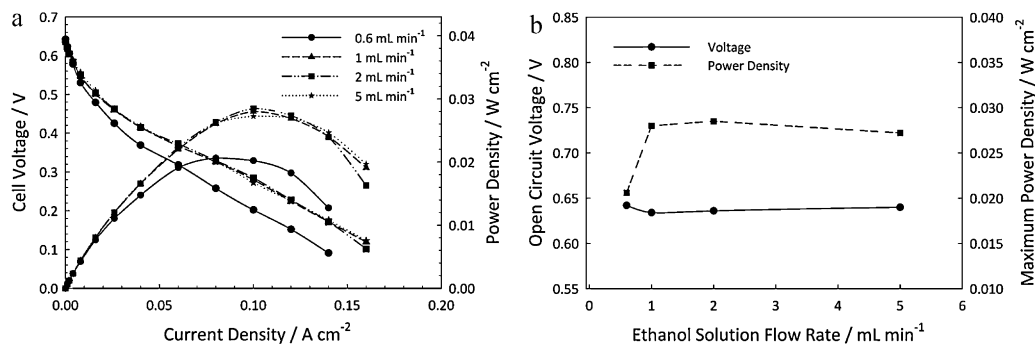 a
0.7
0.6
0.5
0.4
0.3
0.2
0.1
0.0
Cell Voltage / V
0.00
0.05
0.10
0.15
0.20
Current Density / A cm⁻²
0.04
0.03
0.02
0.01
0.00
Power Density / W cm⁻²
0.6 mL min⁻¹
1 mL min⁻¹
2 mL min⁻¹
5 mL min⁻¹
b
0.85
0.80
0.75
0.70
0.65
0.60
0.55
Open Circuit Voltage / V
0
1
2
3
4
5
6
Ethanol Solution Flow Rate / mL min⁻¹
0.040
0.035
0.030
0.025
0.020
0.015
0.010
Maximum Power Density / W cm⁻²
Voltage
Power Density